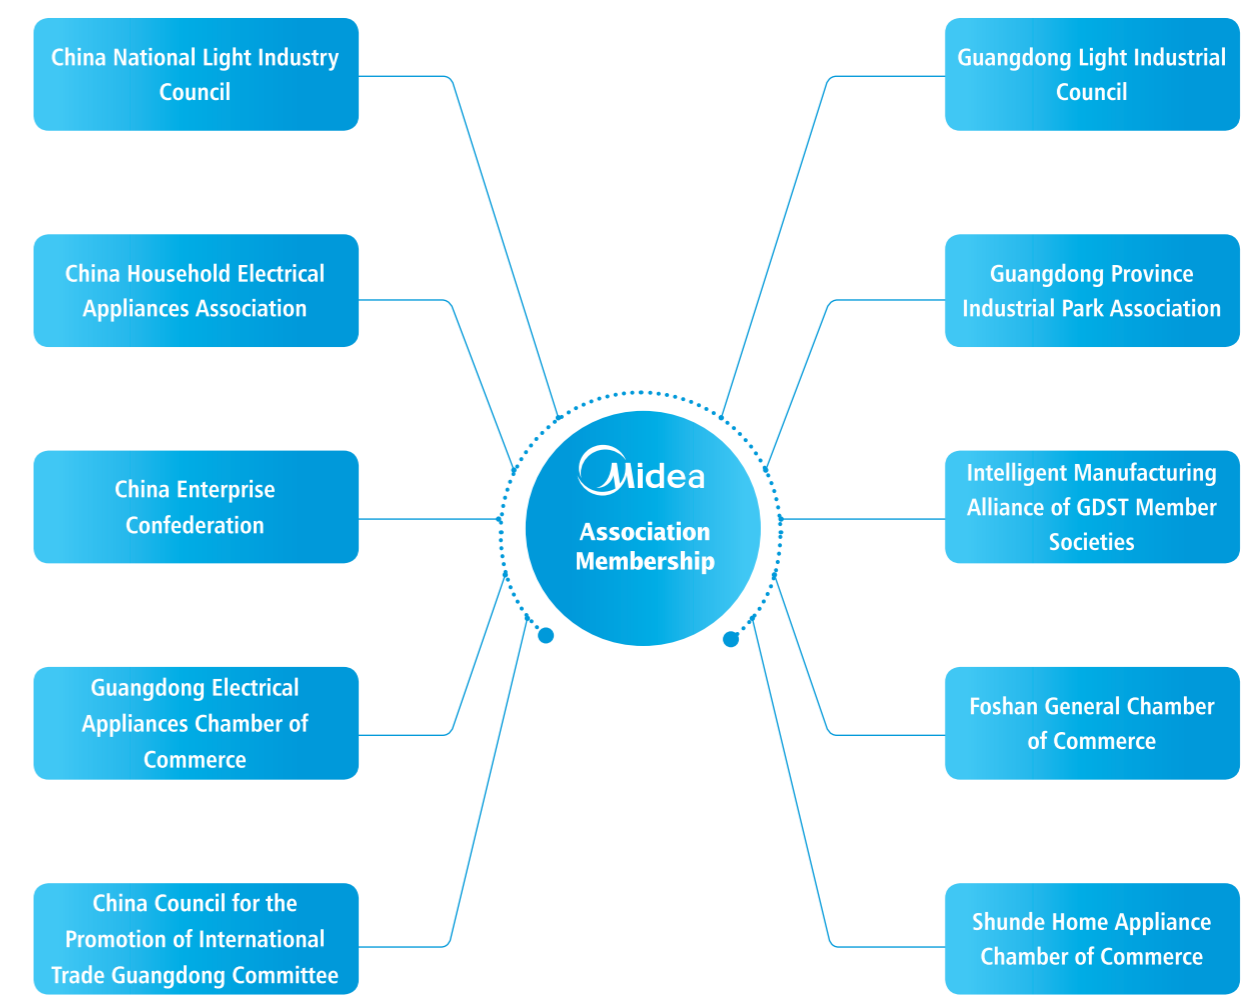 China National Light Industry
Council
China Household Electrical
Appliances Association
China Enterprise
Confederation
Guangdong Electrical
Appliances Chamber of
Commerce
China Council for the
Promotion of International
Trade Guangdong Committee
Midea
Association
Membership
Guangdong Light Industrial
Council
Guangdong Province
Industrial Park Association
Intelligent Manufacturing
Alliance of GDST Member
Societies
Foshan General Chamber
of Commerce
Shunde Home Appliance
Chamber of Commerce